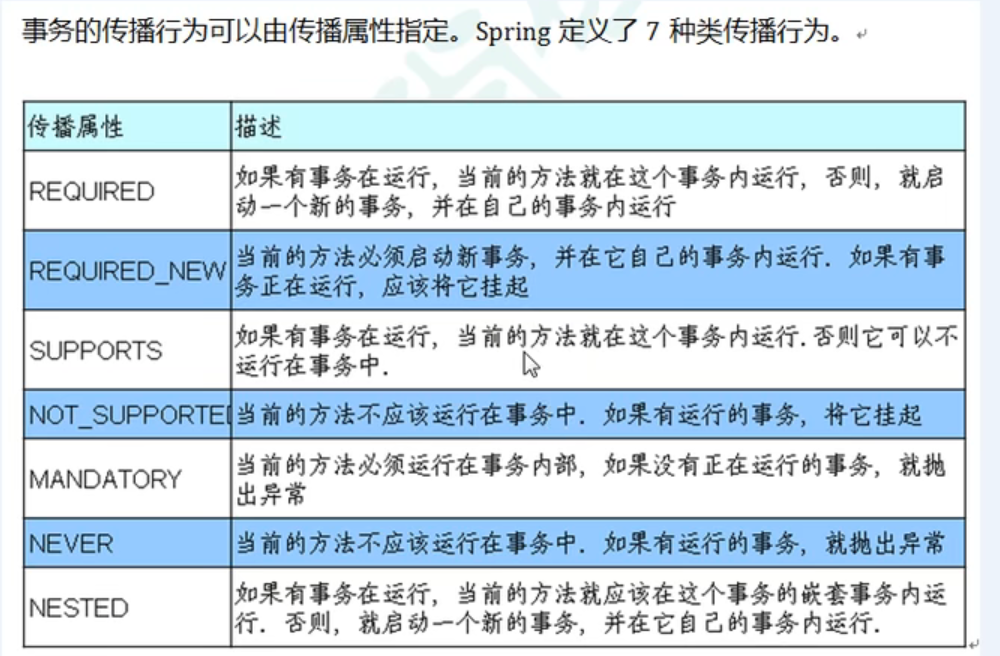 事务的传播行为可以由传播属性指定。Spring 定义了 7 种类传播行为。
传播属性 描述
REQUIRED
如果有事务在运行，当前的方法就在这个事务内运行，否则，就启
动一个新的事务，并在自己的事务内运行
REQUIRED_NEW
当前的方法必须启动新事务，并在它自己的事务内运行. 如果有事
务正在运行，应该将它挂起
SUPPORTS
如果有事务在运行，当前的方法就在这个事务内运行.否则它可以不
运行在事务中.
NOT_SUPPORTED 当前的方法不应该运行在事务中. 如果有运行的事务，将它挂起
MANDATORY
当前的方法必须运行在事务内部，如果没有正在运行的事务，就抛
出异常
NEVER 当前的方法不应该运行在事务中. 如果有运行的事务，就抛出异常
NESTED
如果有事务在运行，当前的方法就应该在这个事务的嵌套事务内运
行. 否则，就启动一个新的事务，并在它自己的事务内运行.